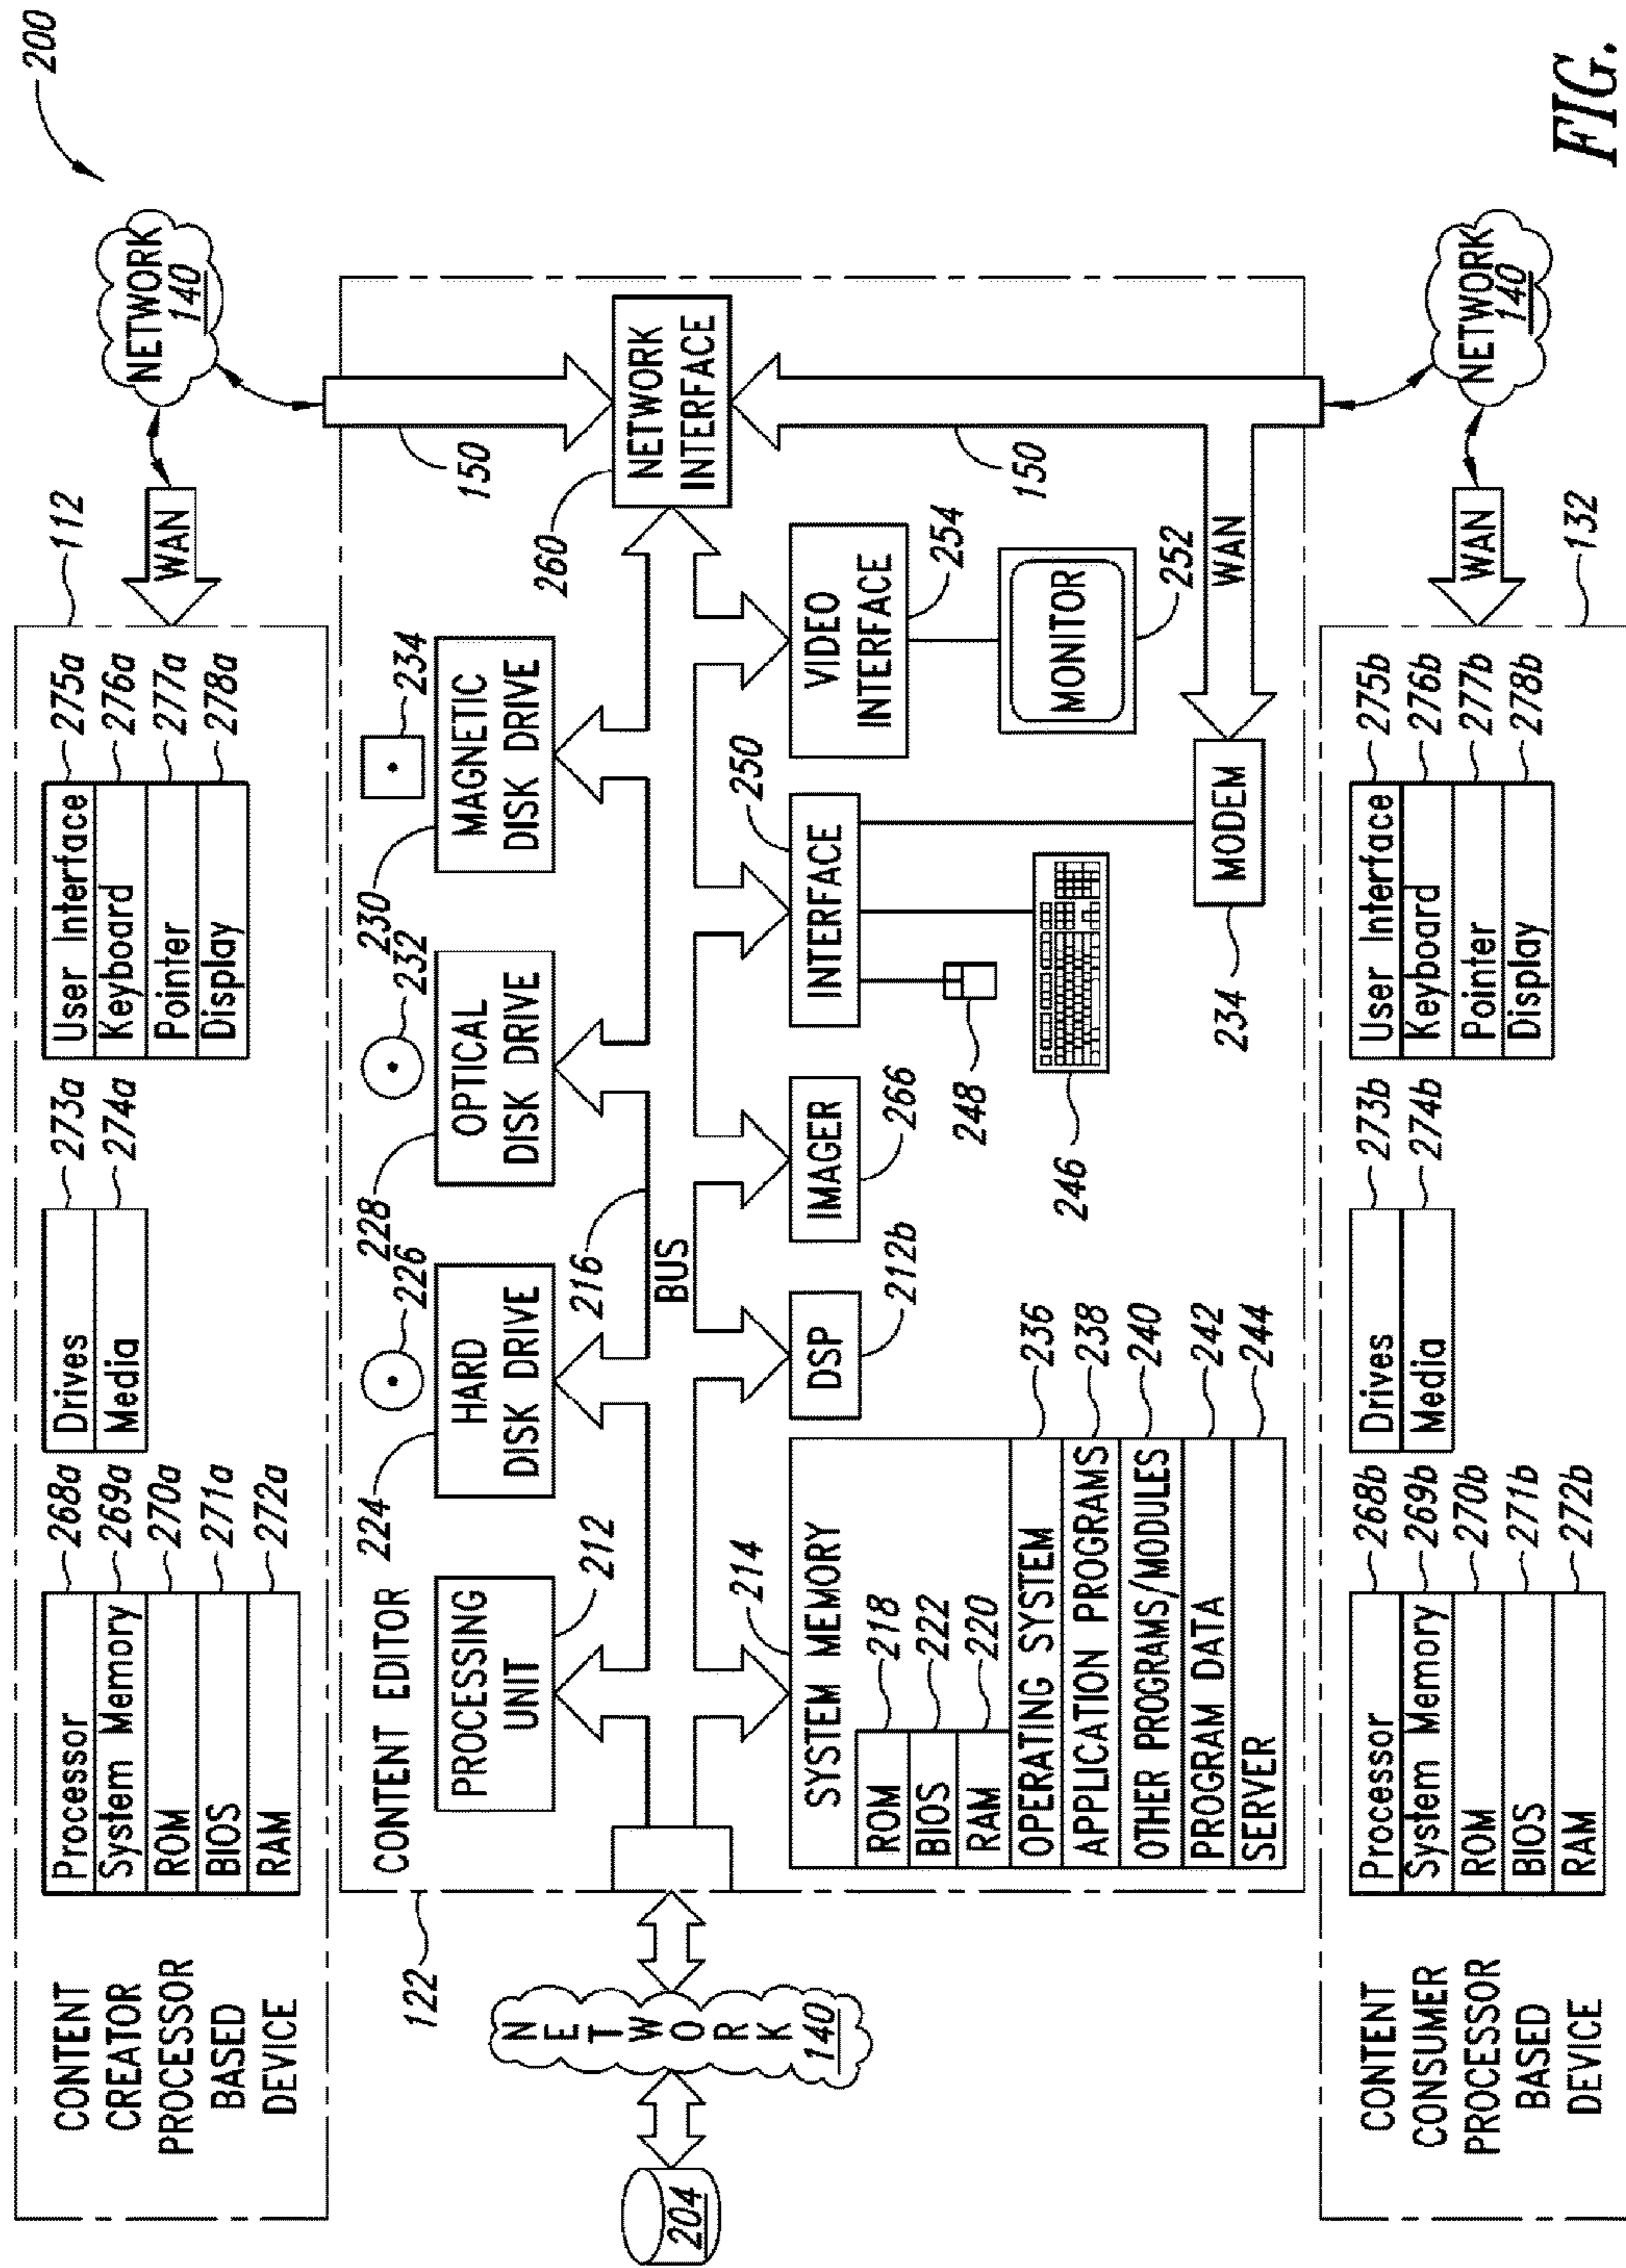 200
CONTENT
CREATOR
PROCESSOR
BASED
DEVICE
Processor
System Memory
ROM
BIOS
RAM
268a
269a
270a
271a
272a
Drives
Media
273a
274a
User Interface
Keyboard
Pointer
Display
275a
276a
277a
278a
112
WAN
NETWORK
140
122
CONTENT EDITOR
PROCESSING
UNIT
212
224
226
HARD
DISK DRIVE
228
232
OPTICAL
DISK DRIVE
230
234
MAGNETIC
DISK DRIVE
260
150
NETWORK
INTERFACE
204
NETWORK
140
216
BUS
214
SYSTEM MEMORY
ROM
218
BIOS
222
RAM
220
OPERATING SYSTEM
236
APPLICATION PROGRAMS
238
OTHER PROGRAMS/MODULES
240
PROGRAM DATA
242
SERVER
244
DSP
212b
IMAGER
266
INTERFACE
250
248
246
VIDEO
INTERFACE
254
MONITOR
252
150
MODEM
234
WAN
CONTENT
CONSUMER
PROCESSOR
BASED
DEVICE
Processor
System Memory
ROM
BIOS
RAM
268b
269b
270b
271b
272b
Drives
Media
273b
274b
User Interface
Keyboard
Pointer
Display
275b
276b
277b
278b
132
WAN
NETWORK
140
FIG.